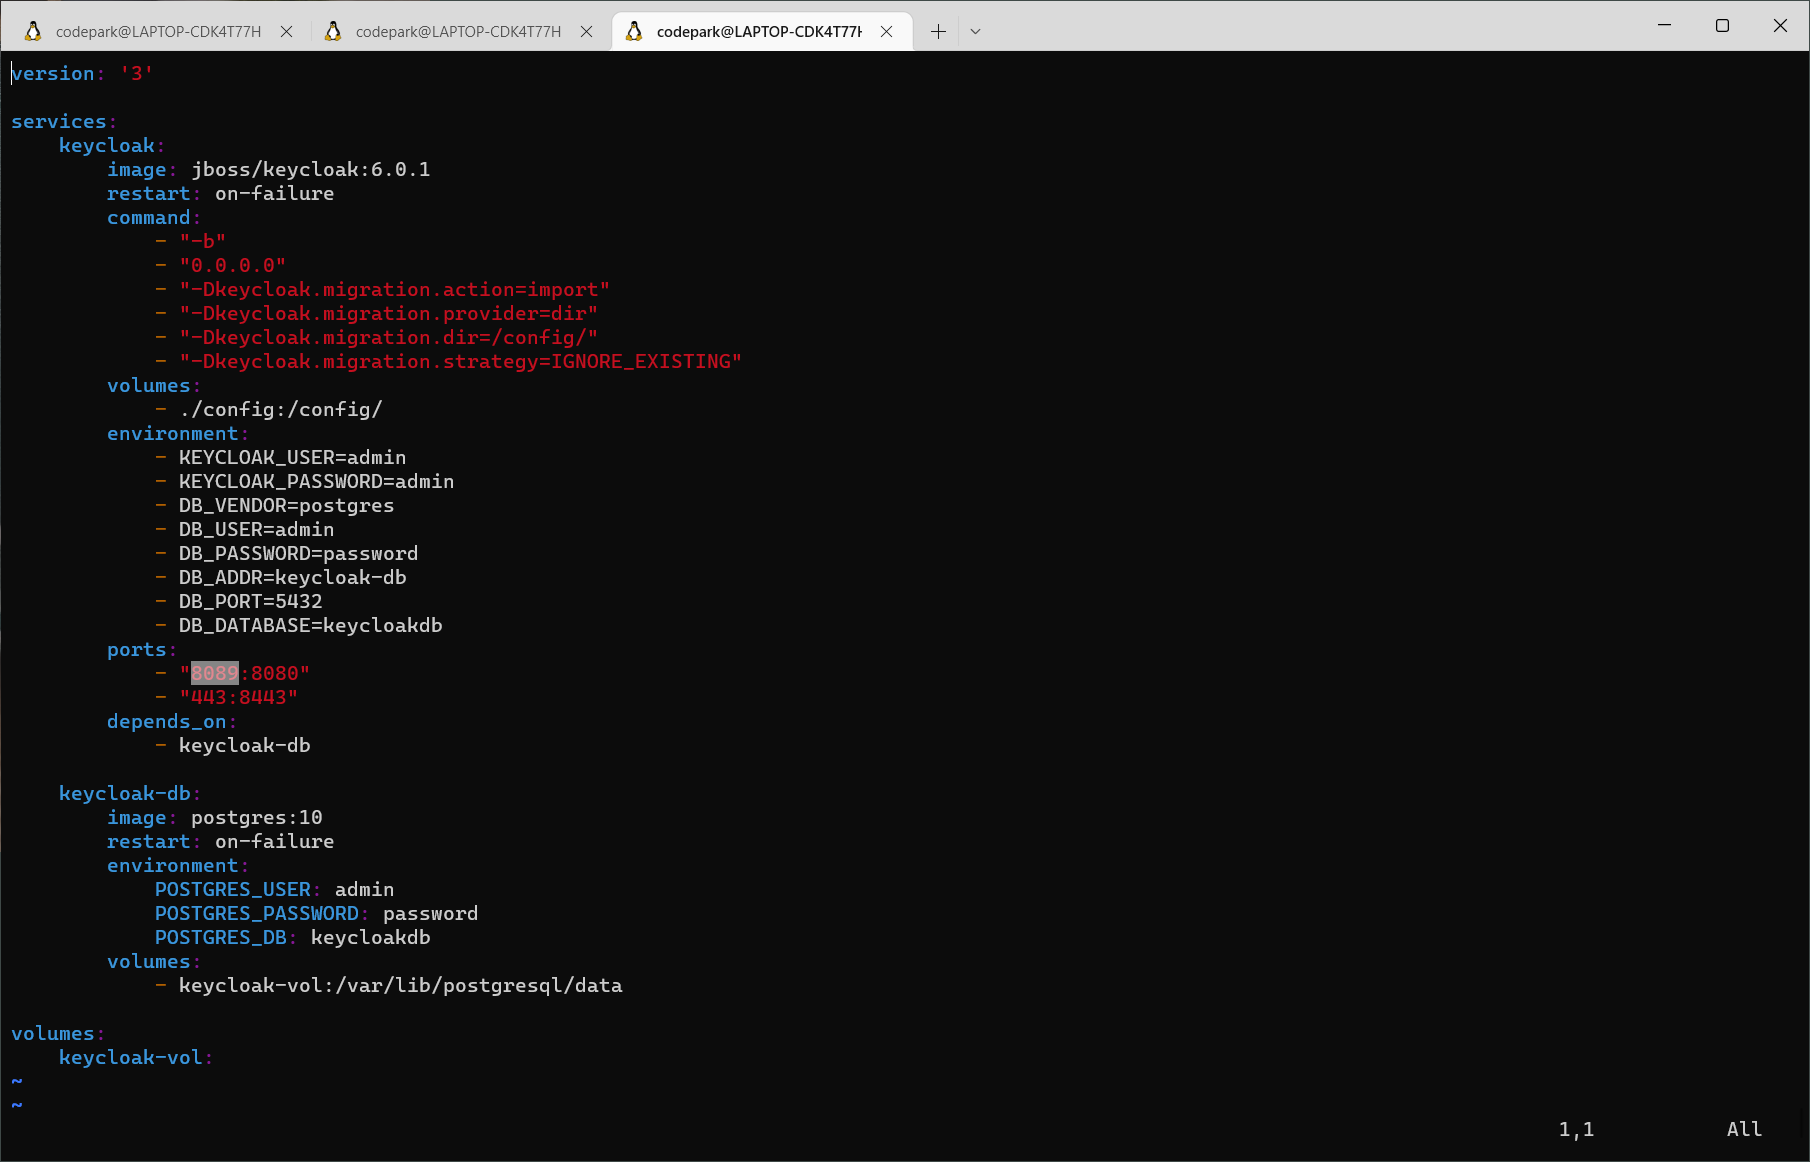 codepark@LAPTOP-CDK4T77H codepark@LAPTOP-CDK4T77H codepark@LAPTOP-CDK4T77H
version: '3'
services:
    keycloak:
        image: jboss/keycloak:6.0.1
        restart: on-failure
        command:
            - "-b"
            - "0.0.0.0"
            - "-Dkeycloak.migration.action=import"
            - "-Dkeycloak.migration.provider=dir"
            - "-Dkeycloak.migration.dir=/config/"
            - "-Dkeycloak.migration.strategy=IGNORE_EXISTING"
        volumes:
            - ./config:/config/
        environment:
            - KEYCLOAK_USER=admin
            - KEYCLOAK_PASSWORD=admin
            - DB_VENDOR=postgres
            - DB_USER=admin
            - DB_PASSWORD=password
            - DB_ADDR=keycloak-db
            - DB_PORT=5432
            - DB_DATABASE=keycloakdb
        ports:
            - "8089:8080"
            - "443:8443"
        depends_on:
            - keycloak-db
    keycloak-db:
        image: postgres:10
        restart: on-failure
        environment:
            POSTGRES_USER: admin
            POSTGRES_PASSWORD: password
            POSTGRES_DB: keycloakdb
        volumes:
            - keycloak-vol:/var/lib/postgresql/data
volumes:
    keycloak-vol:
~
~
1,1 All